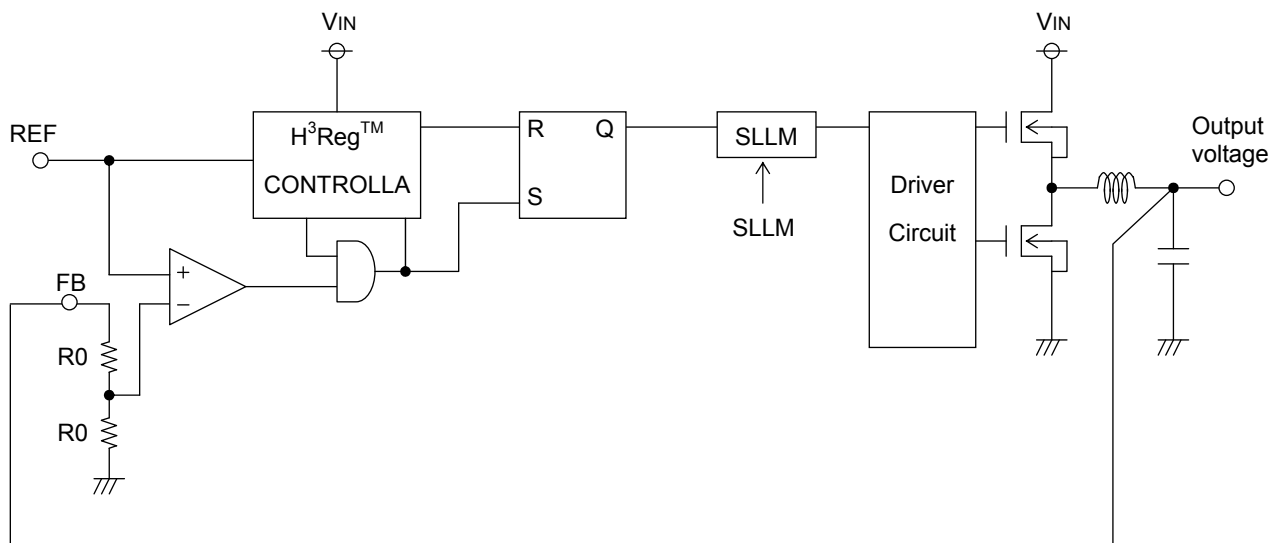 VIN
VIN
REF
H³Reg™
CONTROLLA
R
Q
S
SLLM
SLLM
Driver
Circuit
Output
voltage
+
−
FB
R0
R0